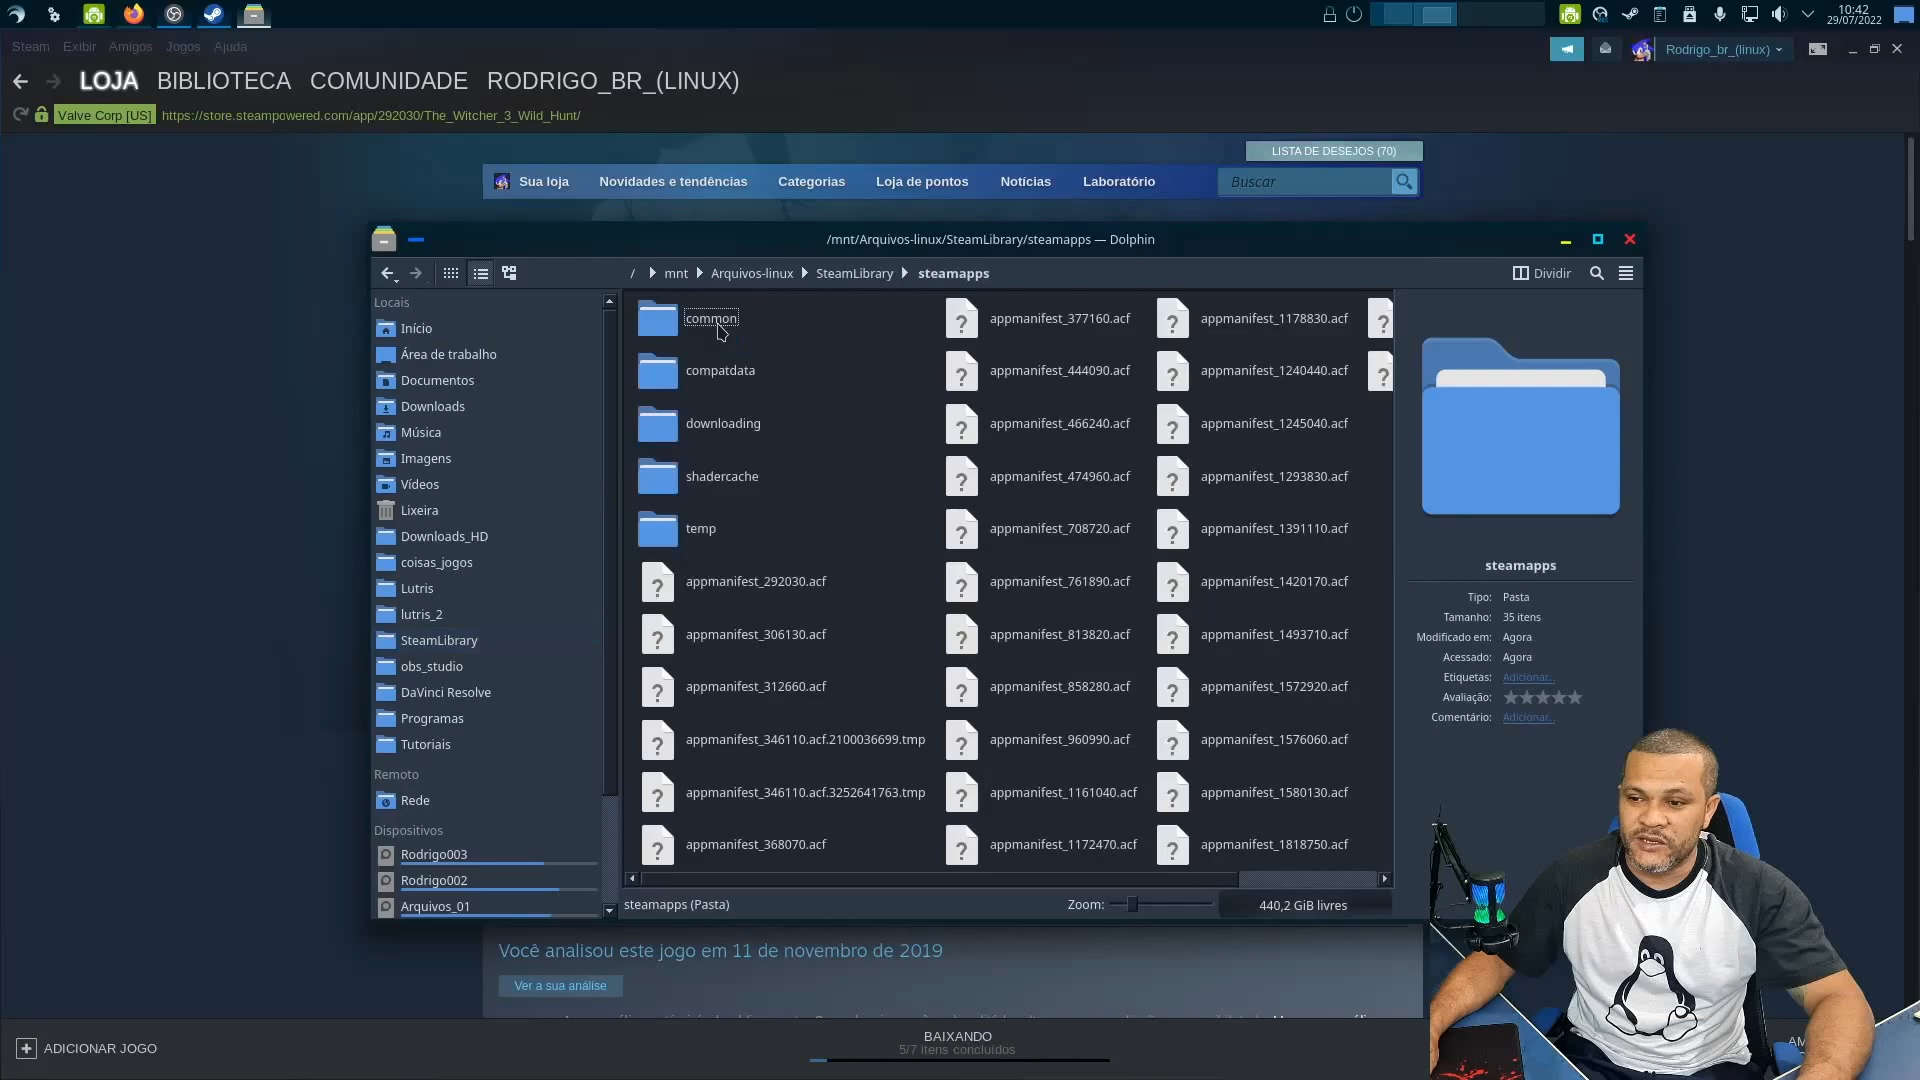 10:42
29/07/2022
Steam Exibir Amigos Jogos Ajuda
Rodrigo_br_(linux)
LOJA BIBLIOTECA COMUNIDADE RODRIGO_BR_(LINUX)
Valve Corp [US] https://store.steampowered.com/app/292030/The_Witcher_3_Wild_Hunt/
LISTA DE DESEJOS (70)
Sua loja Novidades e tendências Categorias Loja de pontos Notícias Laboratório Buscar
/mnt/Arquivos-linux/SteamLibrary/steamapps — Dolphin
/ mnt Arquivos-linux SteamLibrary steamapps Dividir
Locais
Início
Área de trabalho
Documentos
Downloads
Música
Imagens
Vídeos
Lixeira
Downloads_HD
coisas_jogos
Lutris
lutris_2
SteamLibrary
obs_studio
DaVinci Resolve
Programas
Tutoriais
Remoto
Rede
Dispositivos
Rodrigo003
Rodrigo002
Arquivos_01
common
compatdata
downloading
shadercache
temp
appmanifest_292030.acf
appmanifest_306130.acf
appmanifest_312660.acf
appmanifest_346110.acf.2100036699.tmp
appmanifest_346110.acf.3252641763.tmp
appmanifest_368070.acf
appmanifest_377160.acf
appmanifest_444090.acf
appmanifest_466240.acf
appmanifest_474960.acf
appmanifest_708720.acf
appmanifest_761890.acf
appmanifest_813820.acf
appmanifest_858280.acf
appmanifest_960990.acf
appmanifest_1161040.acf
appmanifest_1172470.acf
appmanifest_1178830.acf
appmanifest_1240440.acf
appmanifest_1245040.acf
appmanifest_1293830.acf
appmanifest_1391110.acf
appmanifest_1420170.acf
appmanifest_1493710.acf
appmanifest_1572920.acf
appmanifest_1576060.acf
appmanifest_1580130.acf
appmanifest_1818750.acf
steamapps
Tipo: Pasta
Tamanho: 35 itens
Modificado em: Agora
Acessado: Agora
Etiquetas: Adicionar...
Avaliação:
Comentário: Adicionar...
steamapps (Pasta) Zoom: 440,2 GiB livres
Você analisou este jogo em 11 de novembro de 2019
Ver a sua análise
ADICIONAR JOGO
BAIXANDO
5/7 itens concluídos
AM